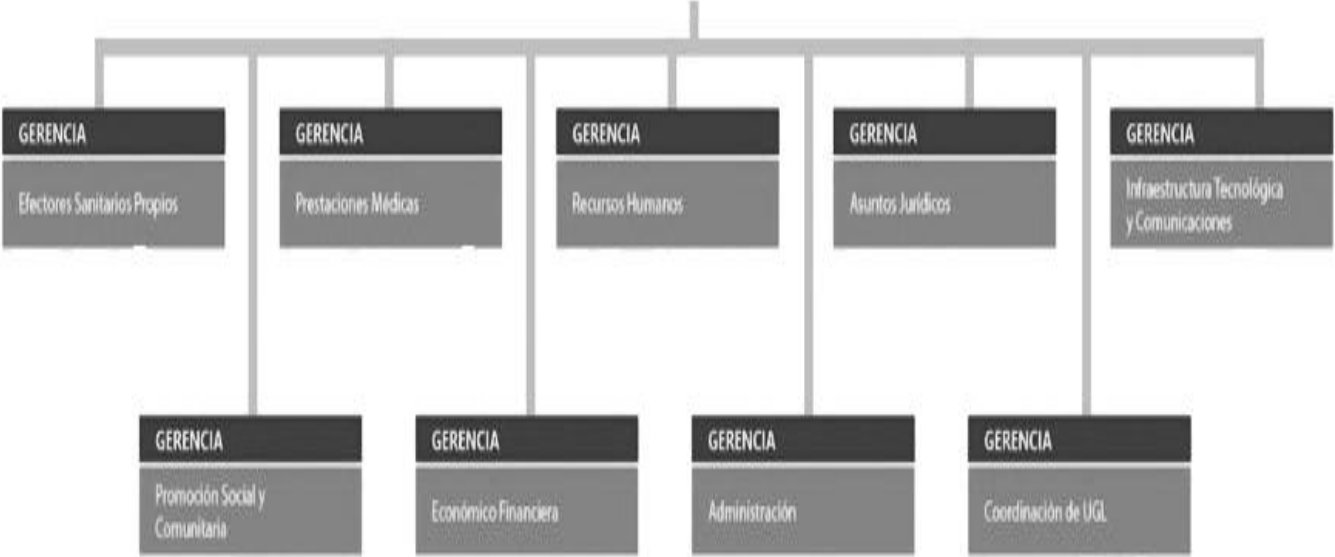 GERENCIA
Efectores Sanitarios Propios
GERENCIA
Prestaciones Médicas
GERENCIA
Recursos Humanos
GERENCIA
Asuntos Jurídicos
GERENCIA
Infraestructura Tecnológica
y Comunicaciones
GERENCIA
Promoción Social y
Comunitaria
GERENCIA
Económico Financiera
GERENCIA
Administración
GERENCIA
Coordinación de UGL